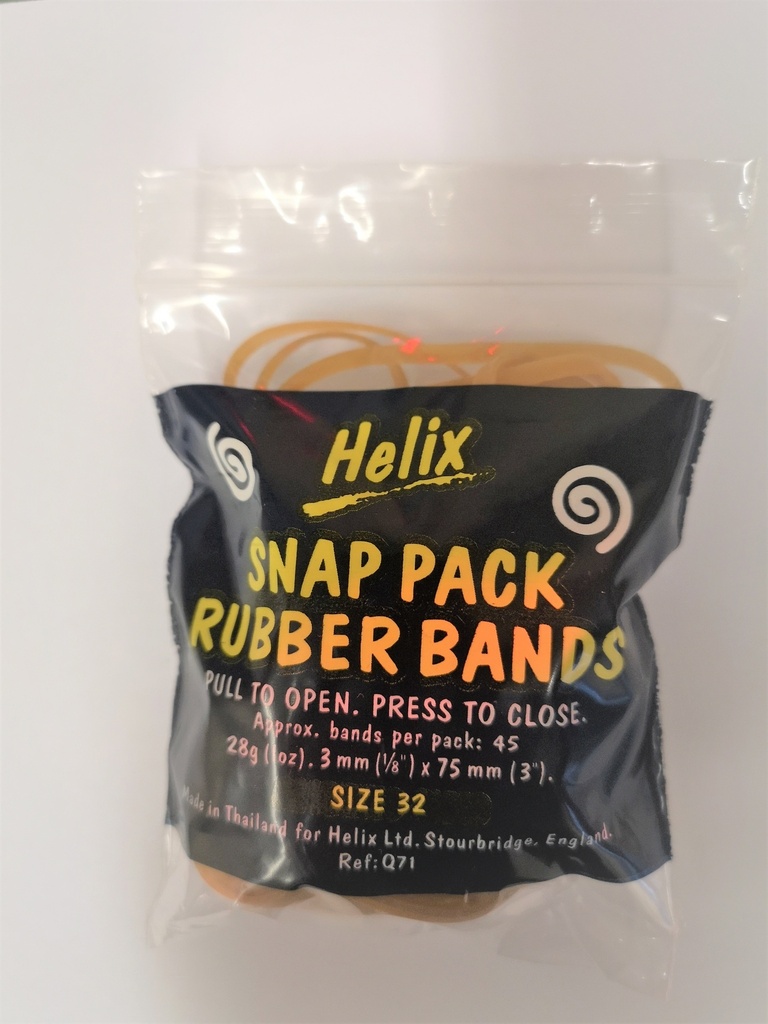 Helix
SNAP PACK
RUBBER BANDS
PULL TO OPEN. PRESS TO CLOSE.
Approx. bands per pack: 45
28g (1oz). 3 mm (⅛") x 75 mm (3").
SIZE 32
Made in Thailand for Helix Ltd. Stourbridge, England.
Ref: Q71